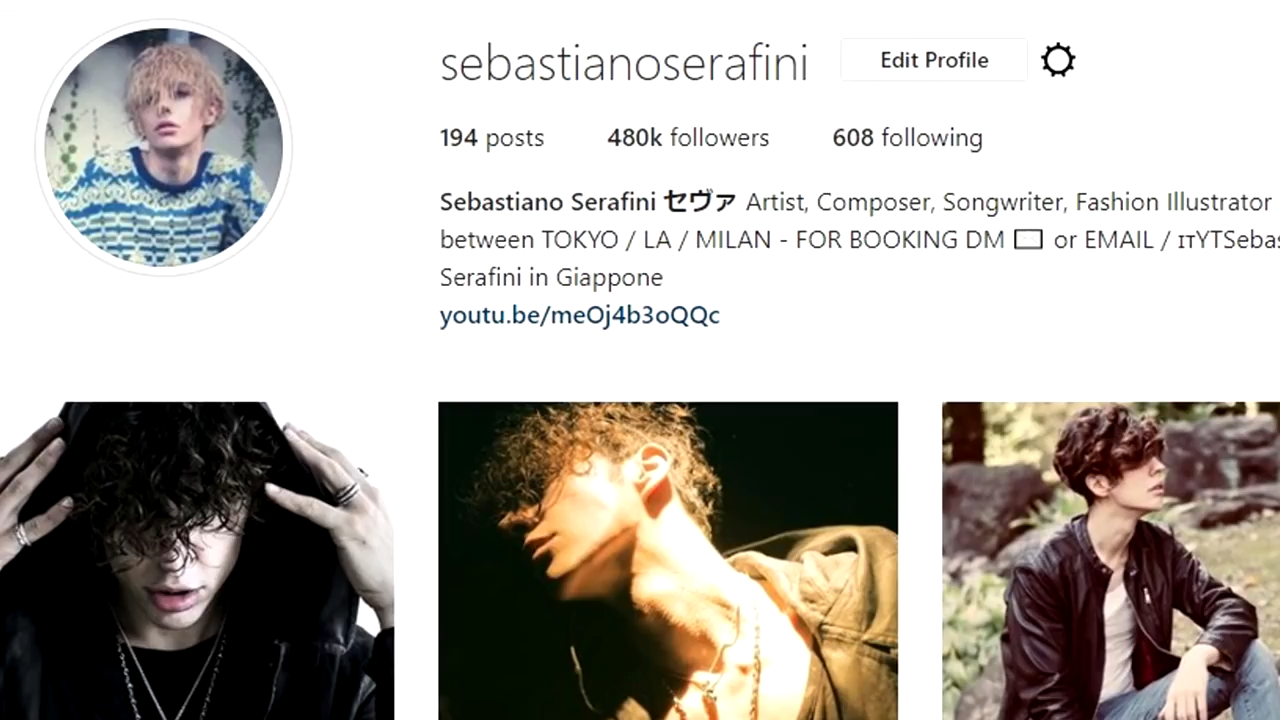 sebastianoserafini Edit Profile
194 posts 480k followers 608 following
Sebastiano Serafini セヴァ Artist, Composer, Songwriter, Fashion Illustrator
between TOKYO / LA / MILAN - FOR BOOKING DM or EMAIL / ɪᴛYTSebas
Serafini in Giappone
youtu.be/meOj4b3oQQc